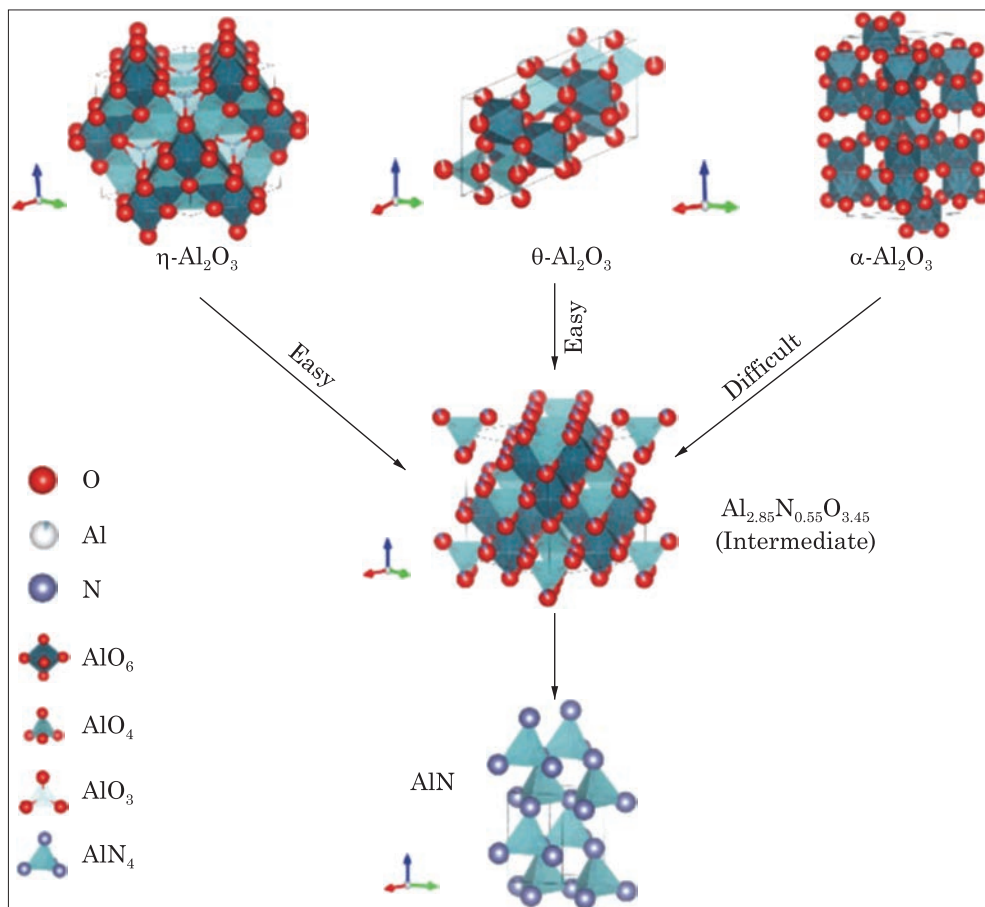 η-Al₂O₃
θ-Al₂O₃
α-Al₂O₃
Easy
Easy
Difficult
O
Al
N
AlO₆
AlO₄
AlO₃
AlN₄
Al₂.₈₅N₀.₅₅O₃.₄₅
(Intermediate)
AlN